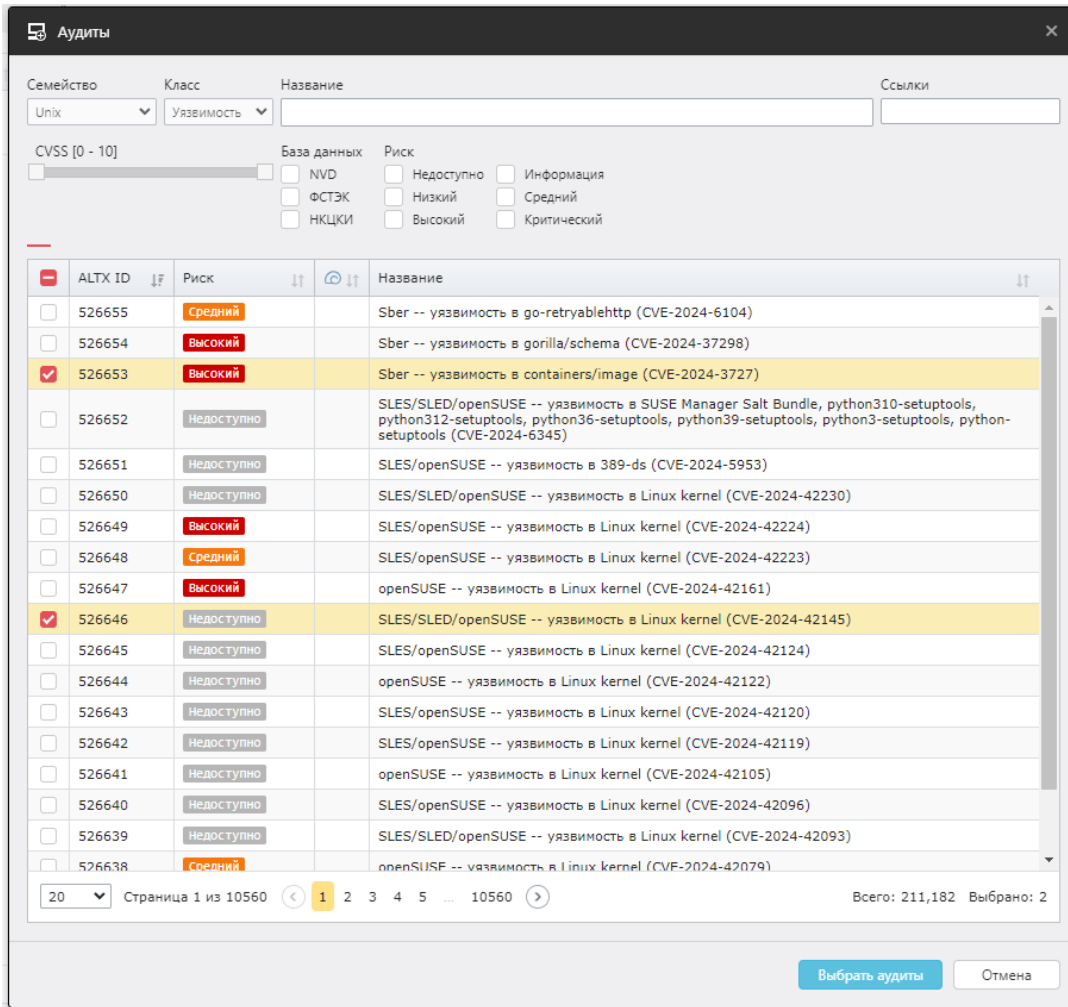 Аудиты
Семейство Класс Название Ссылки
Unix Уязвимость
CVSS [0 - 10] База данных Риск
NVD Недоступно Информация
ФСТЭК Низкий Средний
НКЦКИ Высокий Критический
ALTX ID Риск Название
526655 Средний Sber -- уязвимость в go-retryablehttp (CVE-2024-6104)
526654 Высокий Sber -- уязвимость в gorilla/schema (CVE-2024-37298)
526653 Высокий Sber -- уязвимость в containers/image (CVE-2024-3727)
526652 Недоступно SLES/SLED/openSUSE -- уязвимость в SUSE Manager Salt Bundle, python310-setuptools,
python312-setuptools, python36-setuptools, python39-setuptools, python3-setuptools, python-
setuptools (CVE-2024-6345)
526651 Недоступно SLES/openSUSE -- уязвимость в 389-ds (CVE-2024-5953)
526650 Недоступно SLES/SLED/openSUSE -- уязвимость в Linux kernel (CVE-2024-42230)
526649 Высокий SLES/openSUSE -- уязвимость в Linux kernel (CVE-2024-42224)
526648 Средний SLES/openSUSE -- уязвимость в Linux kernel (CVE-2024-42223)
526647 Высокий openSUSE -- уязвимость в Linux kernel (CVE-2024-42161)
526646 Недоступно SLES/SLED/openSUSE -- уязвимость в Linux kernel (CVE-2024-42145)
526645 Недоступно SLES/openSUSE -- уязвимость в Linux kernel (CVE-2024-42124)
526644 Недоступно openSUSE -- уязвимость в Linux kernel (CVE-2024-42122)
526643 Недоступно SLES/openSUSE -- уязвимость в Linux kernel (CVE-2024-42120)
526642 Недоступно SLES/openSUSE -- уязвимость в Linux kernel (CVE-2024-42119)
526641 Недоступно openSUSE -- уязвимость в Linux kernel (CVE-2024-42105)
526640 Недоступно SLES/openSUSE -- уязвимость в Linux kernel (CVE-2024-42096)
526639 Недоступно SLES/SLED/openSUSE -- уязвимость в Linux kernel (CVE-2024-42093)
526638 Средний openSUSE -- уязвимость в Linux kernel (CVE-2024-42079)
20 Страница 1 из 10560 1 2 3 4 5 ... 10560 Всего: 211,182 Выбрано: 2
Выбрать аудиты Отмена